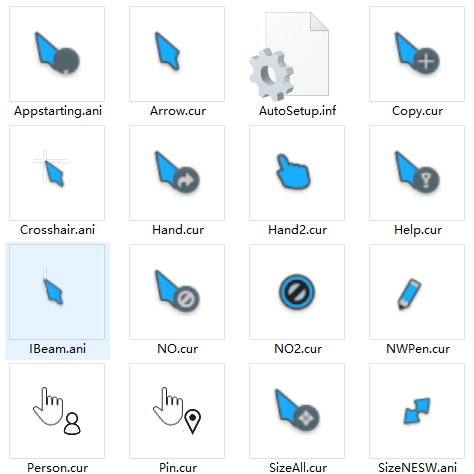 Appstarting.ani
Arrow.cur
AutoSetup.inf
Copy.cur
Crosshair.ani
Hand.cur
Hand2.cur
Help.cur
IBeam.ani
NO.cur
NO2.cur
NWPen.cur
Person.cur
Pin.cur
SizeAll.cur
SizeNESW.ani